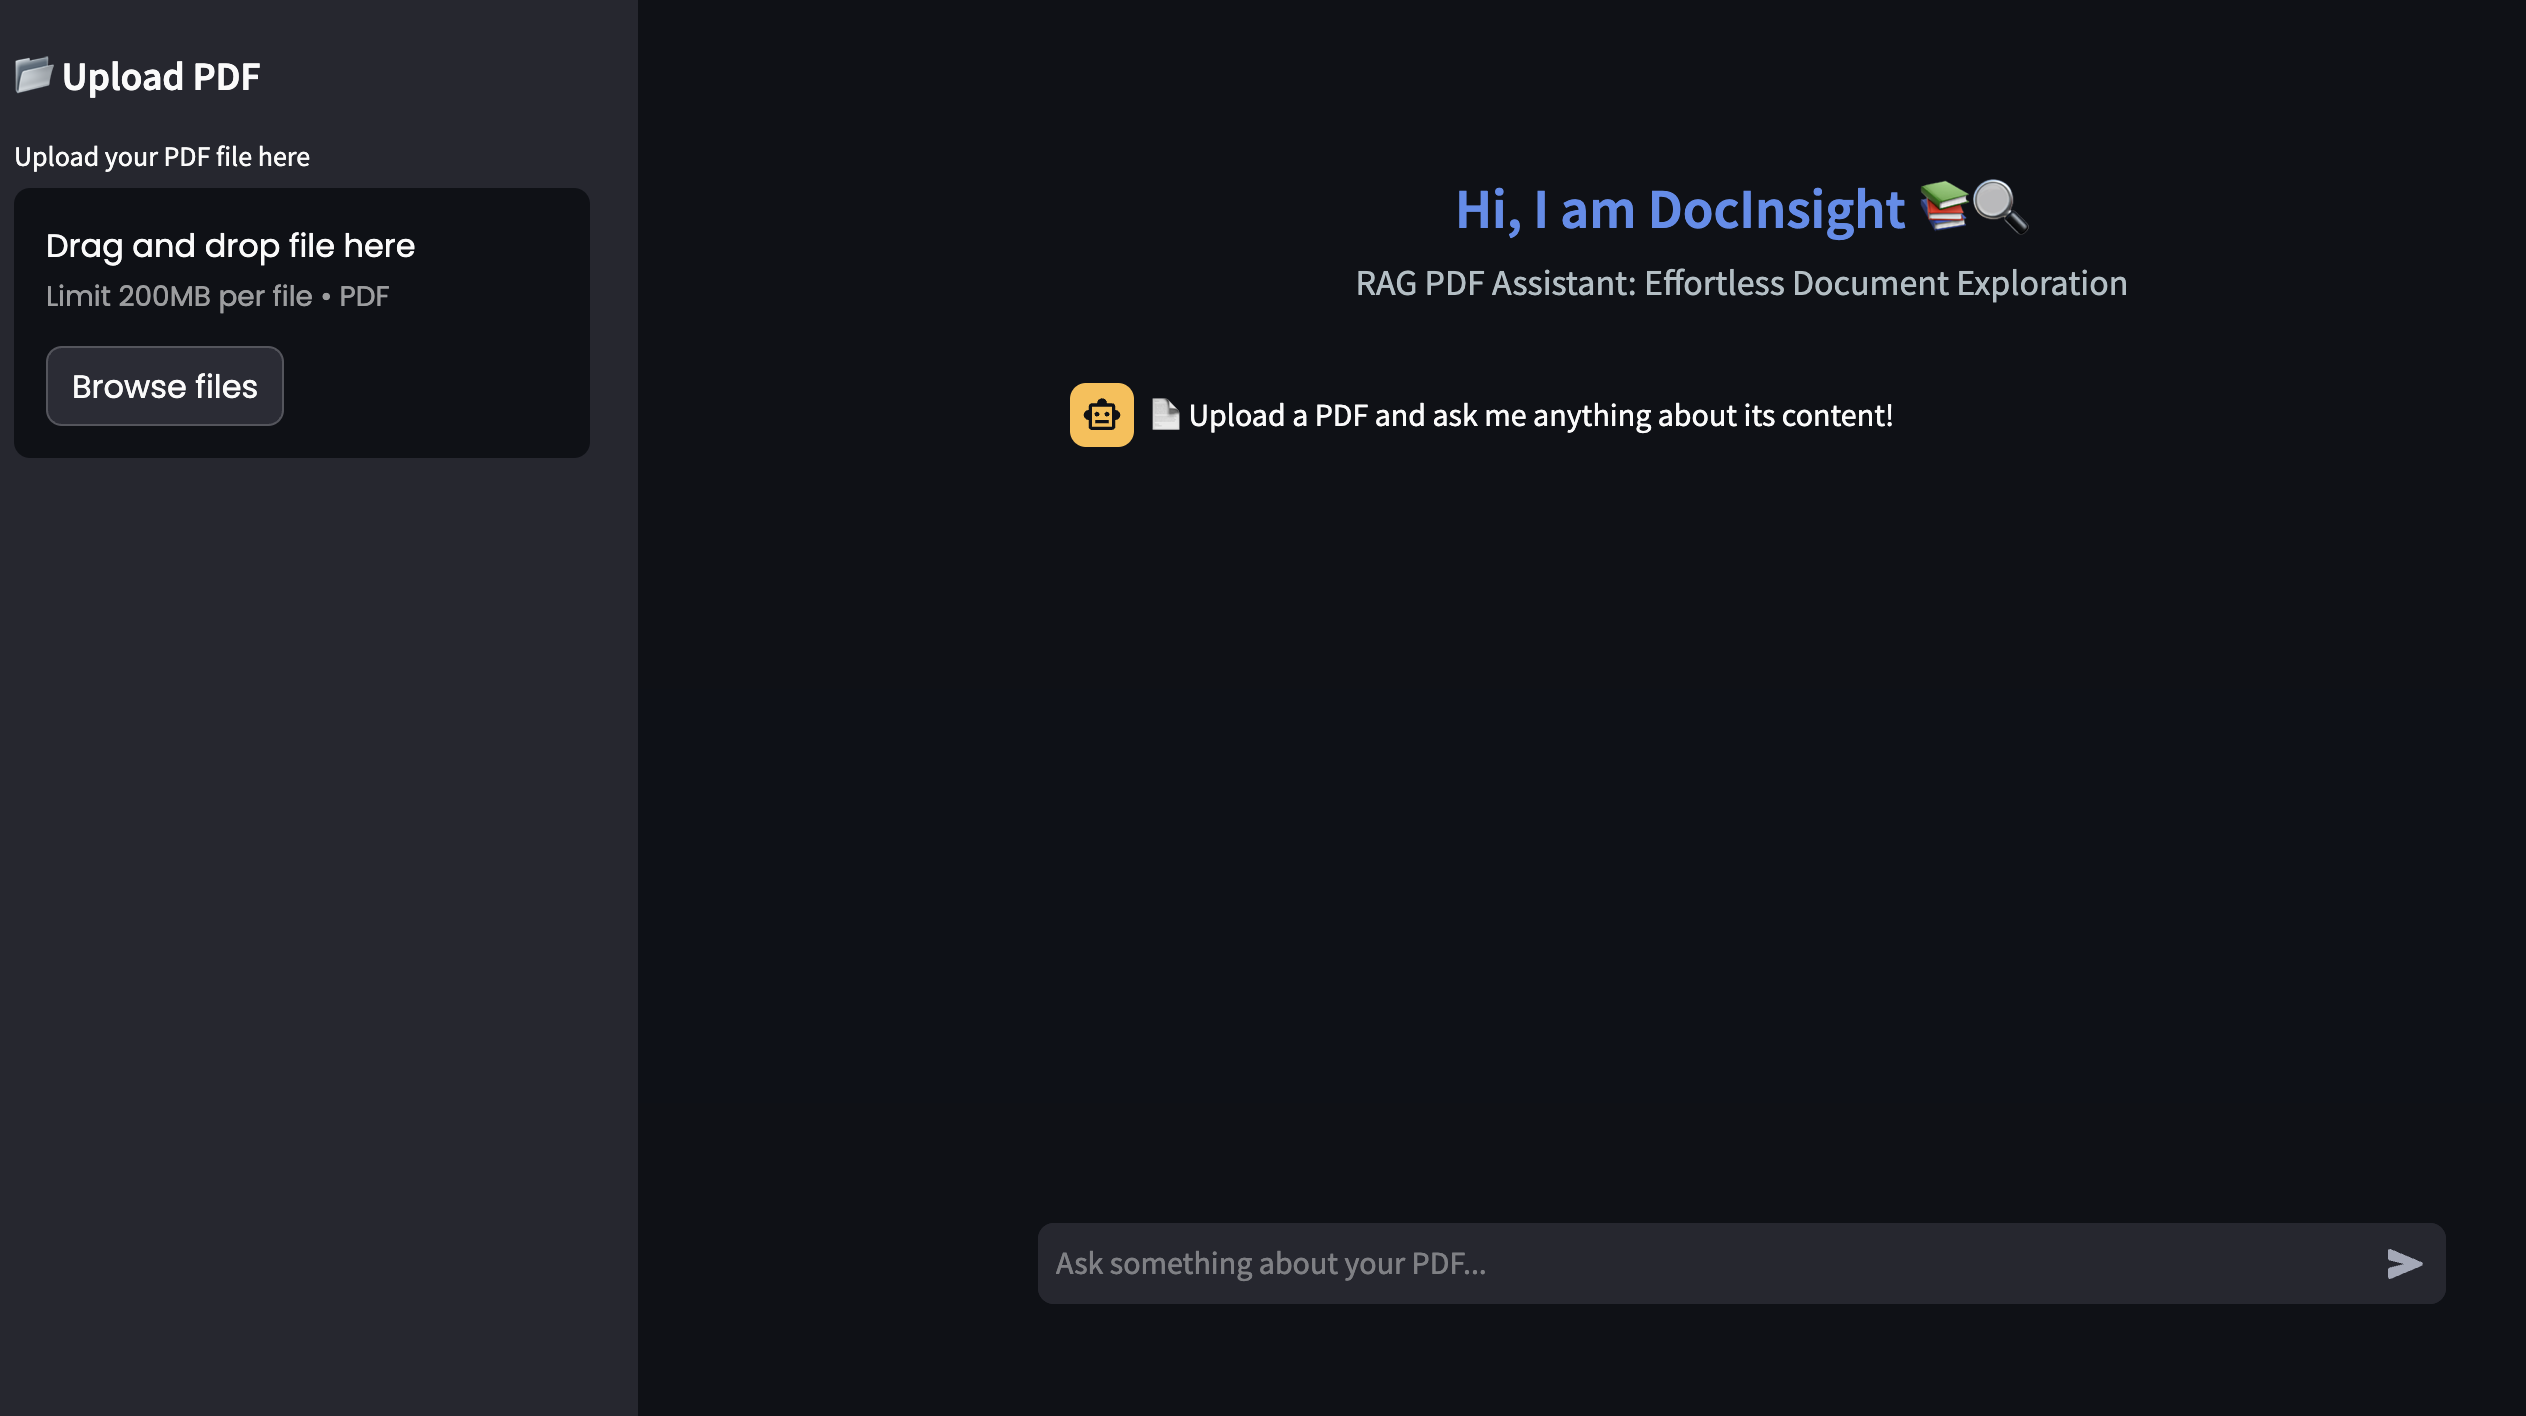 Upload PDF
Upload your PDF file here
Drag and drop file here
Limit 200MB per file • PDF
Browse files
Hi, I am DocInsight
RAG PDF Assistant: Effortless Document Exploration
Upload a PDF and ask me anything about its content!
Ask something about your PDF...